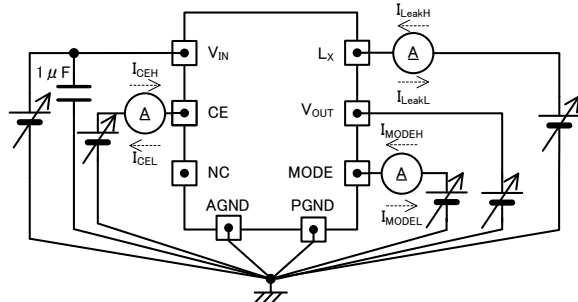 I_LeakH
V_IN
L_X
A
1μF
I_CEH
I_LeakL
A
CE
V_OUT
I_CEL
I_MODEH
NC
MODE
A
AGND
PGND
I_MODEL